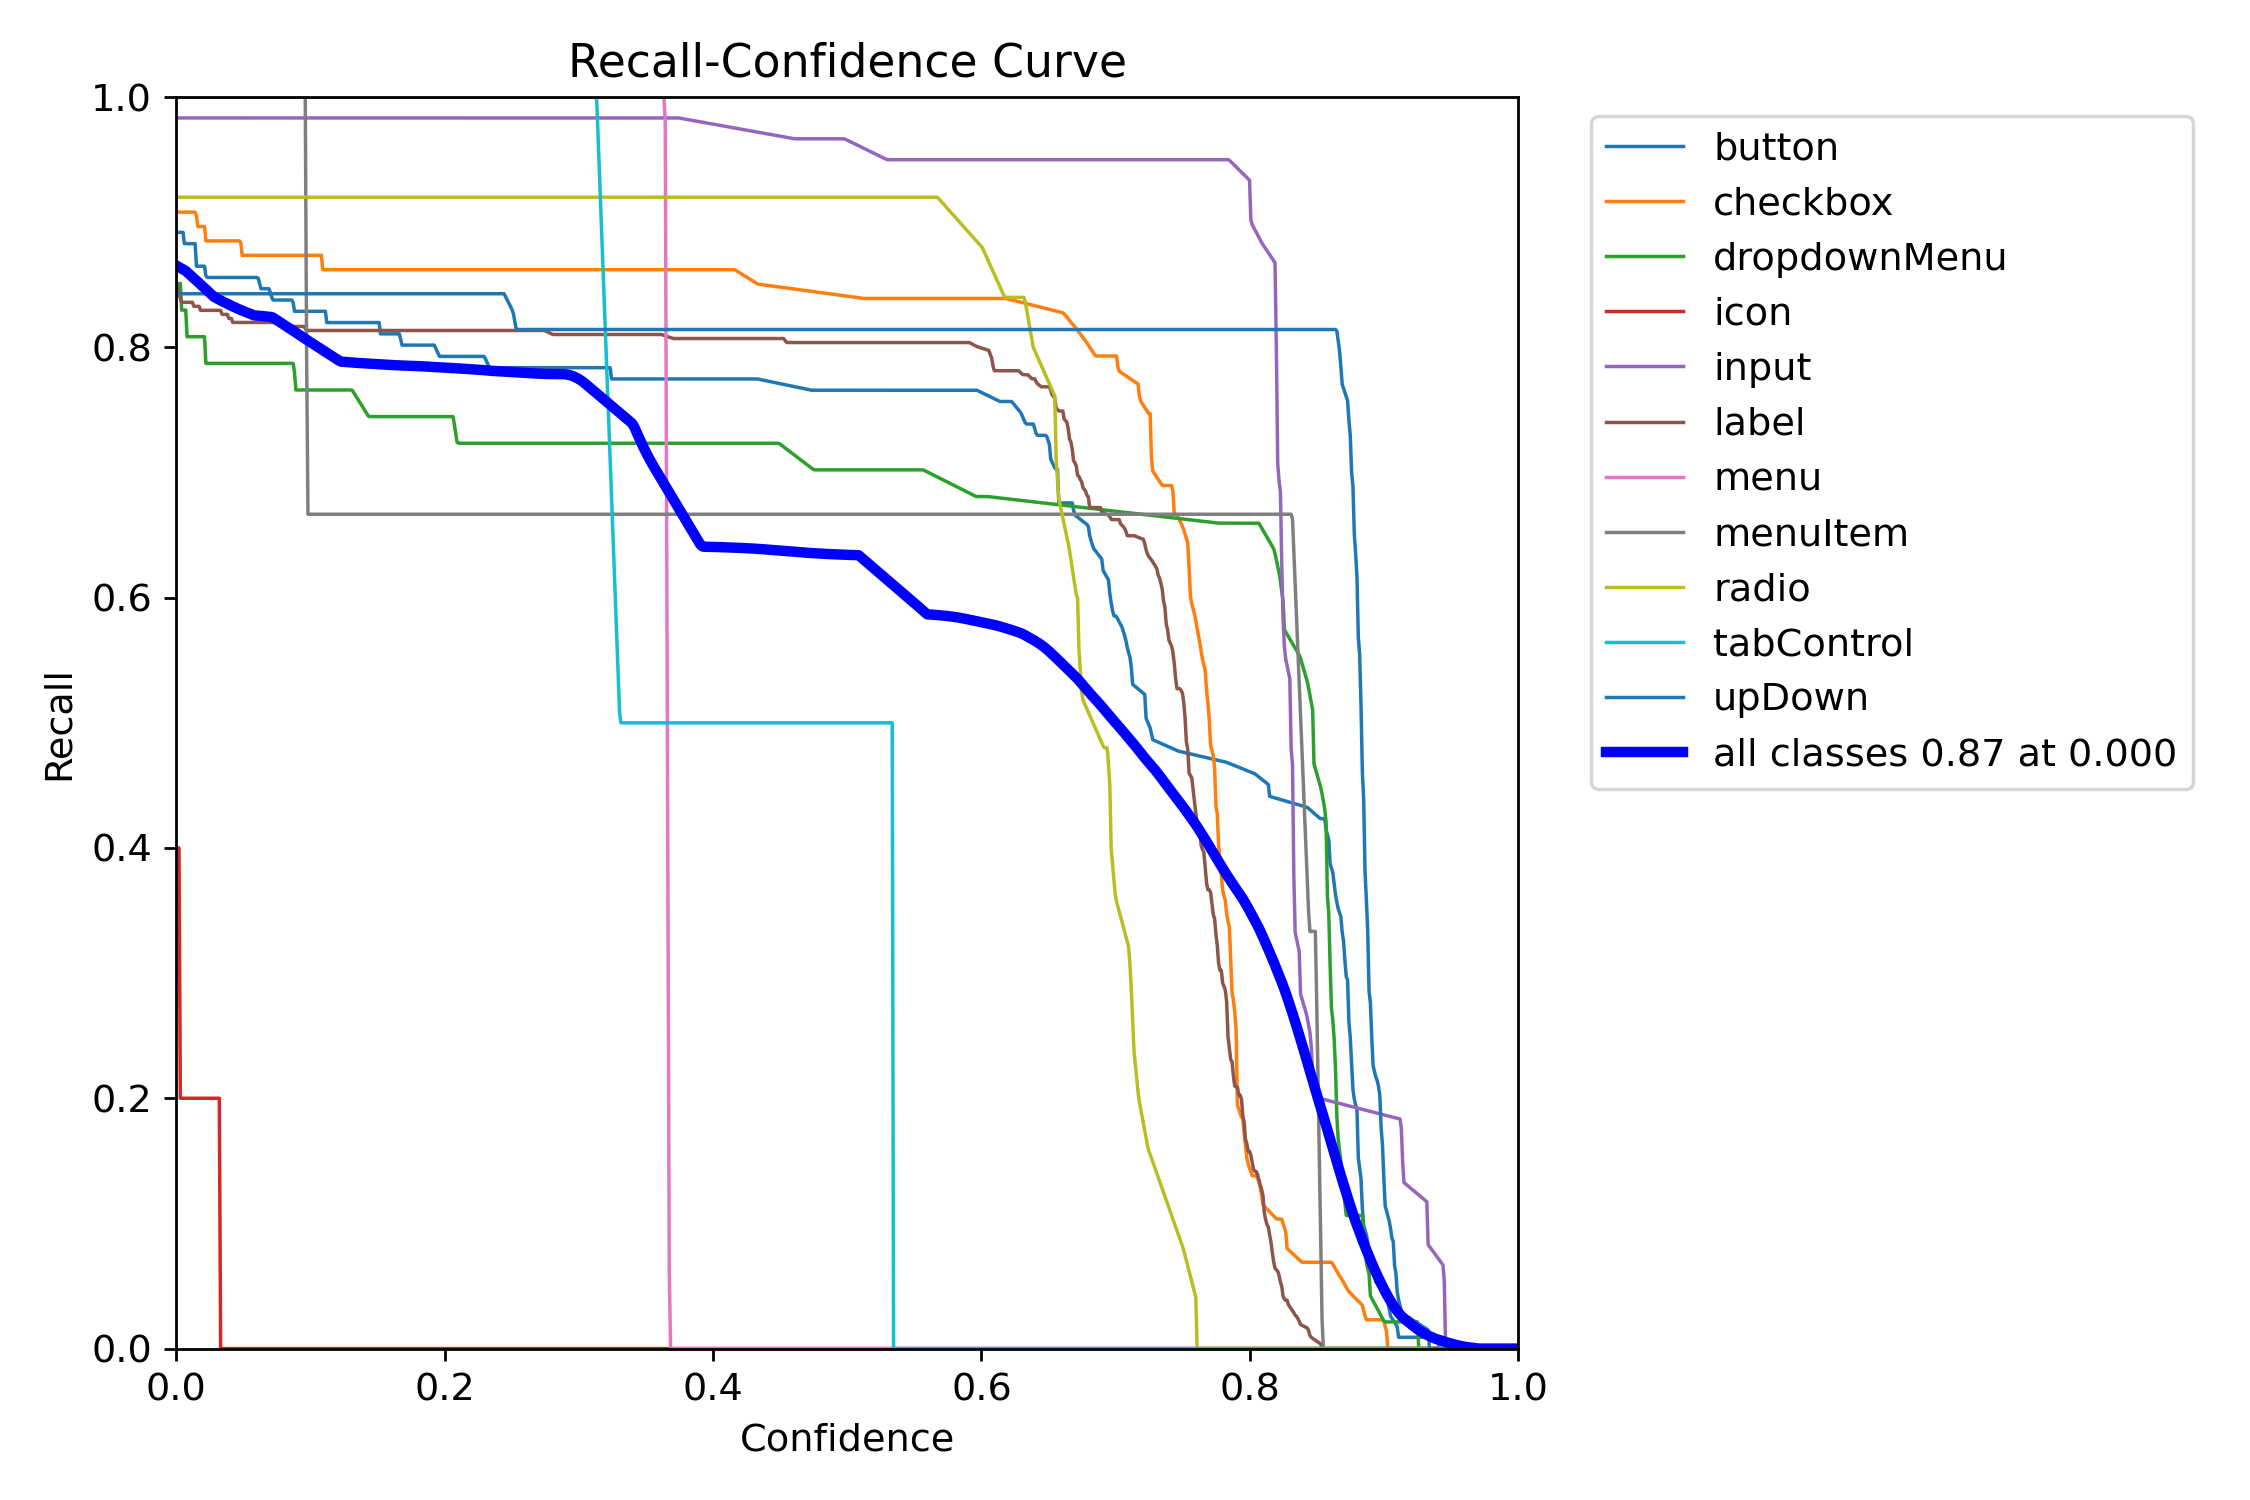 Recall-Confidence Curve
1.0
0.8
0.6
0.4
0.2
0.0
Recall
0.0 0.2 0.4 0.6 0.8 1.0
Confidence
button
checkbox
dropdownMenu
icon
input
label
menu
menuItem
radio
tabControl
upDown
all classes 0.87 at 0.000